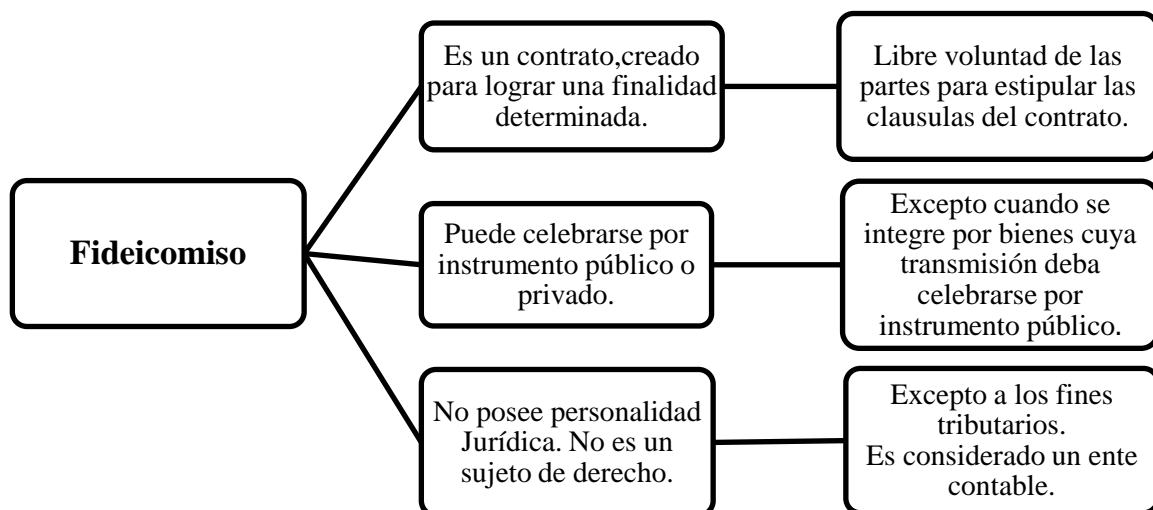 Fideicomiso
Es un contrato,creado
para lograr una finalidad
determinada.
Libre voluntad de las
partes para estipular las
clausulas del contrato.
Puede celebrarse por
instrumento público o
privado.
Excepto cuando se
integre por bienes cuya
transmisión deba
celebrarse por
instrumento público.
No posee personalidad
Jurídica. No es un
sujeto de derecho.
Excepto a los fines
tributarios.
Es considerado un ente
contable.